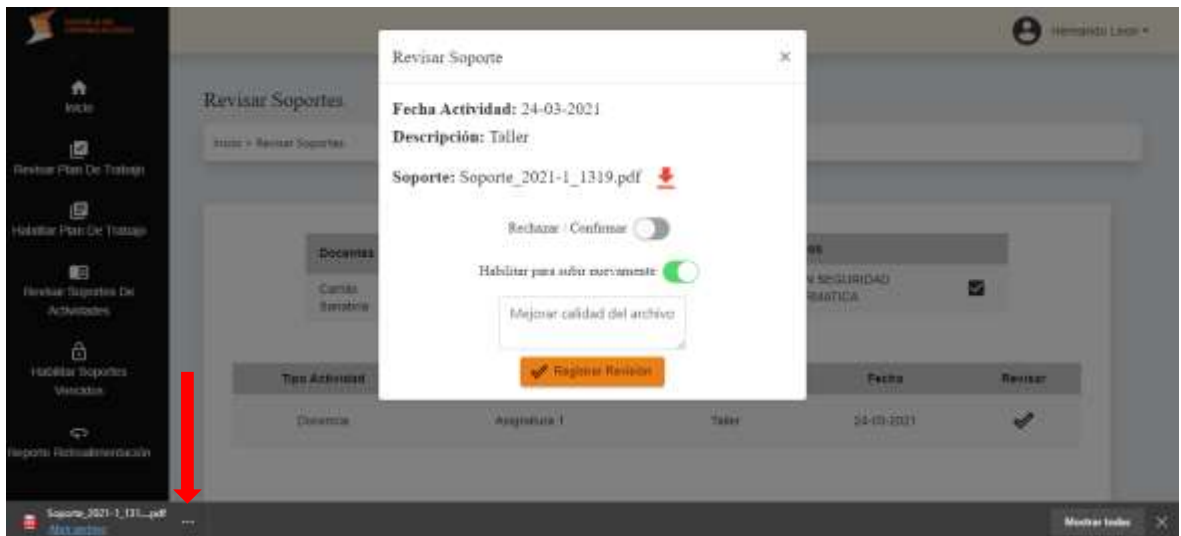 Hernando Leon
Inicio
Revisar Plan De Trabajo
Habilitar Plan De Trabajo
Revisar Soportes De
Actividades
Habilitar Soportes
Vencidos
Reporte Retroalimentación
Revisar Soportes
Inicio > Revisar Soportes
Revisar Soporte
×
Fecha Actividad: 24-03-2021
Descripción: Taller
Soporte: Soporte_2021-1_1319.pdf
Rechazar / Confirmar
Habilitar para subir nuevamente
Mejorar calidad del archivo
Registrar Revisión
Docentes
SEGURIDAD
Tipo Actividad
Fecha
Revisar
Docencia
Asignatura 1
Taller
24-03-2021
Soporte_2021-1_131....pdf
Abrir archivo
...
Mostrar todos